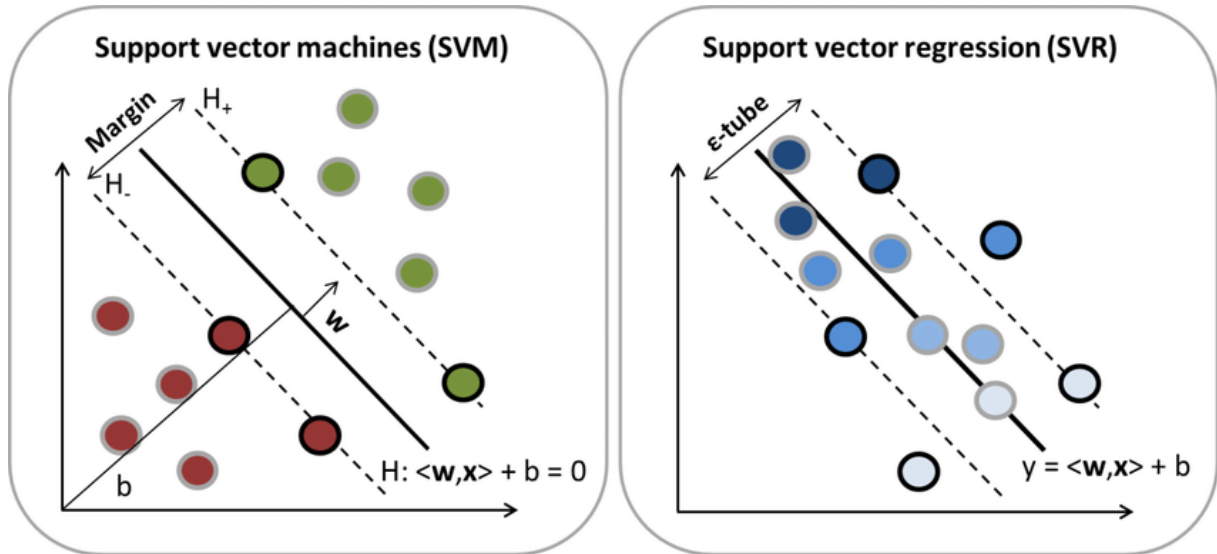 Support vector machines (SVM)
Margin
H₊
H₋
w
b
H: <w,x> + b = 0
Support vector regression (SVR)
ε-tube
y = <w,x> + b